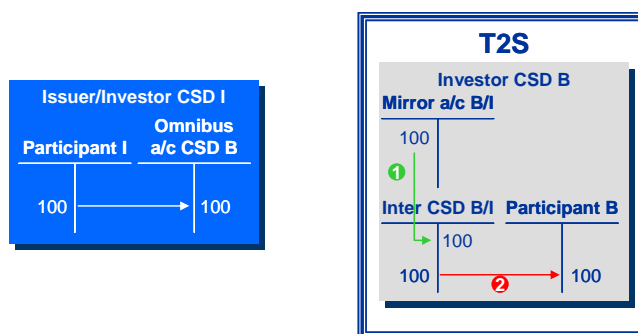 Issuer/Investor CSD I
Omnibus
Participant I a/c CSD B
100 100
T2S
Investor CSD B
Mirror a/c B/I
100
1
Inter CSD B/I Participant B
100
100 2 100